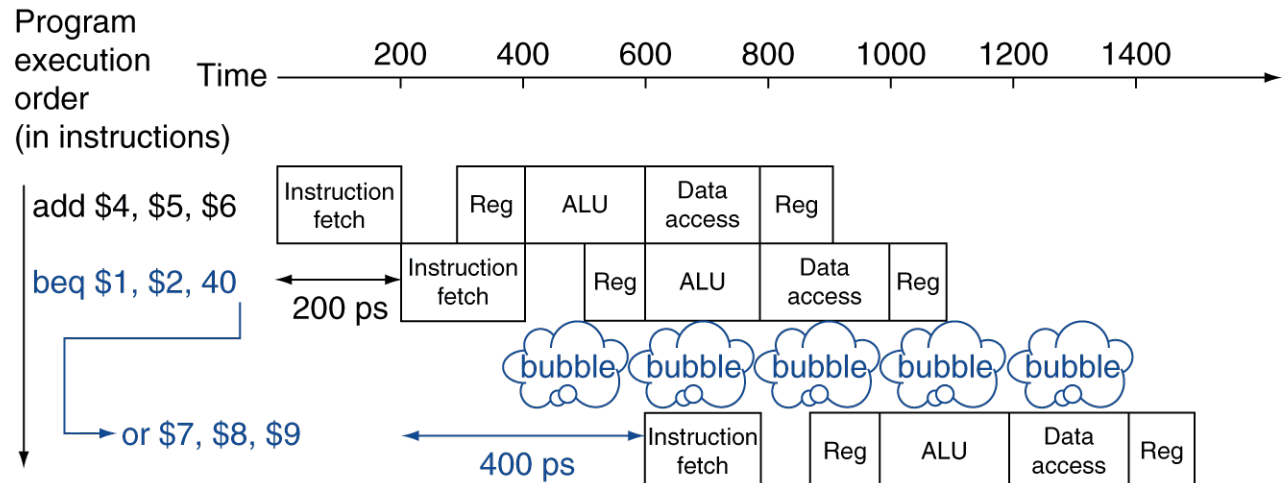 Program
execution
order
(in instructions)
Time
200 400 600 800 1000 1200 1400
add $4, $5, $6
Instruction
fetch
Reg
ALU
Data
access
Reg
beq $1, $2, 40
200 ps
Instruction
fetch
Reg
ALU
Data
access
Reg
bubble bubble bubble bubble bubble
or $7, $8, $9
400 ps
Instruction
fetch
Reg
ALU
Data
access
Reg